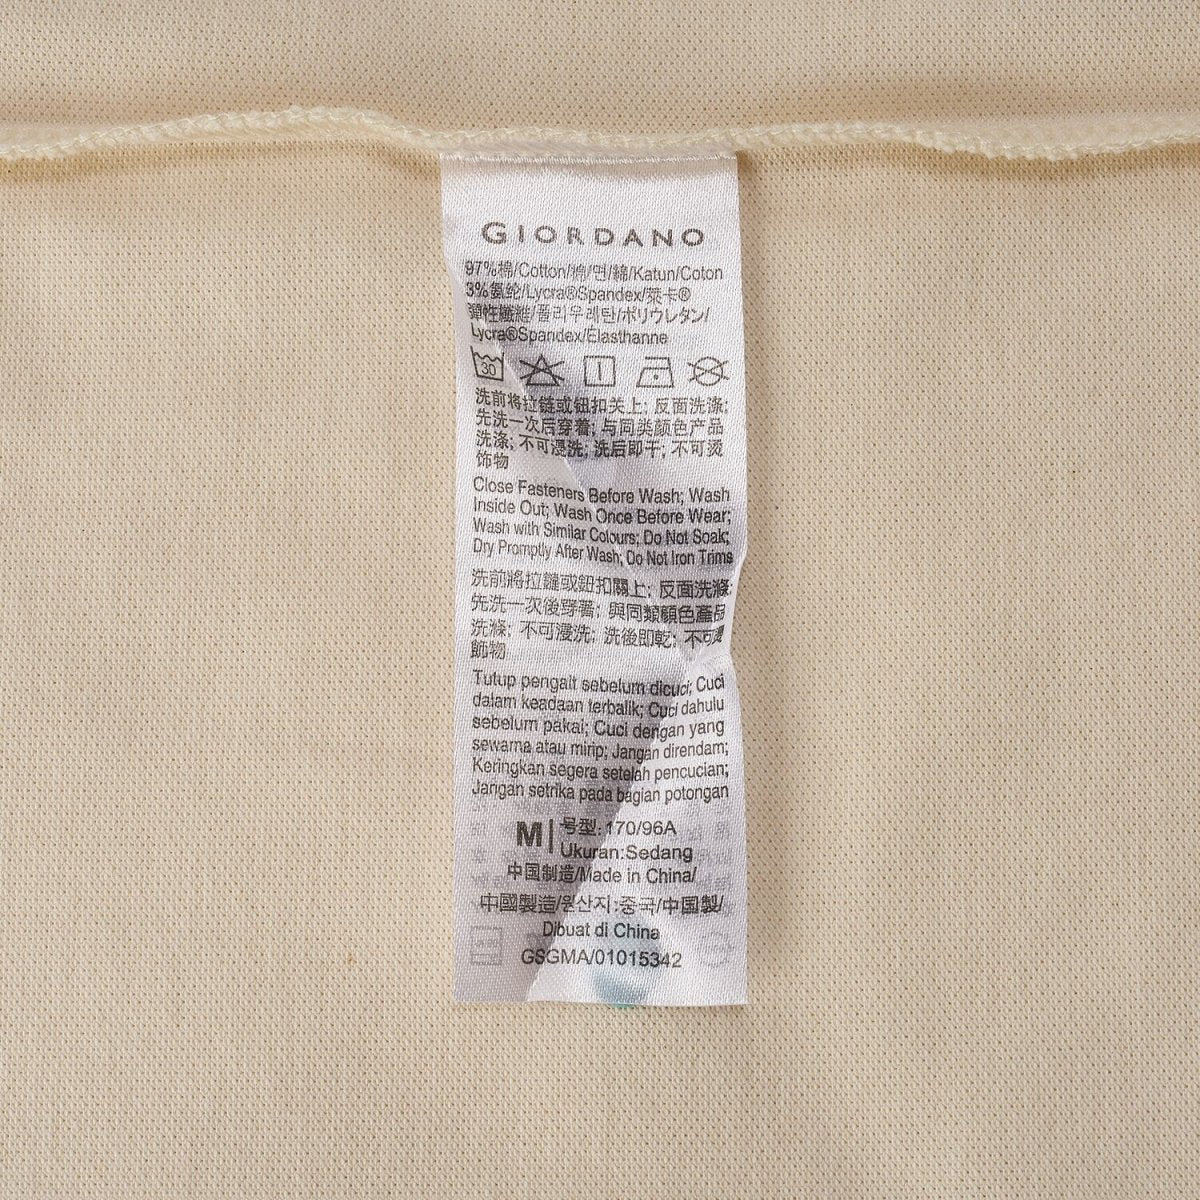 GIORDANO
97%棉/Cotton/綿/면/綿/Katun/Coton
3%氨纶/Lycra®Spandex/萊卡®
彈性纖維/폴리우레탄/ポリウレタン/
Lycra®Spandex/Élasthanne
30
洗前将拉链或钮扣关上; 反面洗涤;
先洗一次后穿着; 与同类颜色产品
洗涤; 不可浸洗; 洗后即干; 不可烫
饰物
Close Fasteners Before Wash; Wash
Inside Out; Wash Once Before Wear;
Wash with Similar Colours; Do Not Soak;
Dry Promptly After Wash; Do Not Iron Trims
洗前將拉鏈或鈕扣關上; 反面洗滌;
先洗一次後穿著; 與同類顏色產品
洗滌; 不可浸洗; 洗後即乾; 不可燙
飾物
Tutup pengait sebelum dicuci; Cuci
dalam keadaan terbalik; Cuci dahulu
sebelum pakai; Cuci dengan yang
sewarna atau mirip; Jangan direndam;
Keringkan segera setelah pencucian;
Jangan setrika pada bagian potongan
M 号型: 170/96A
Ukuran:Sedang
中国制造/Made in China/
中國製造/원산지:중국/中国製/
Dibuat di China
GSGMA/01015342